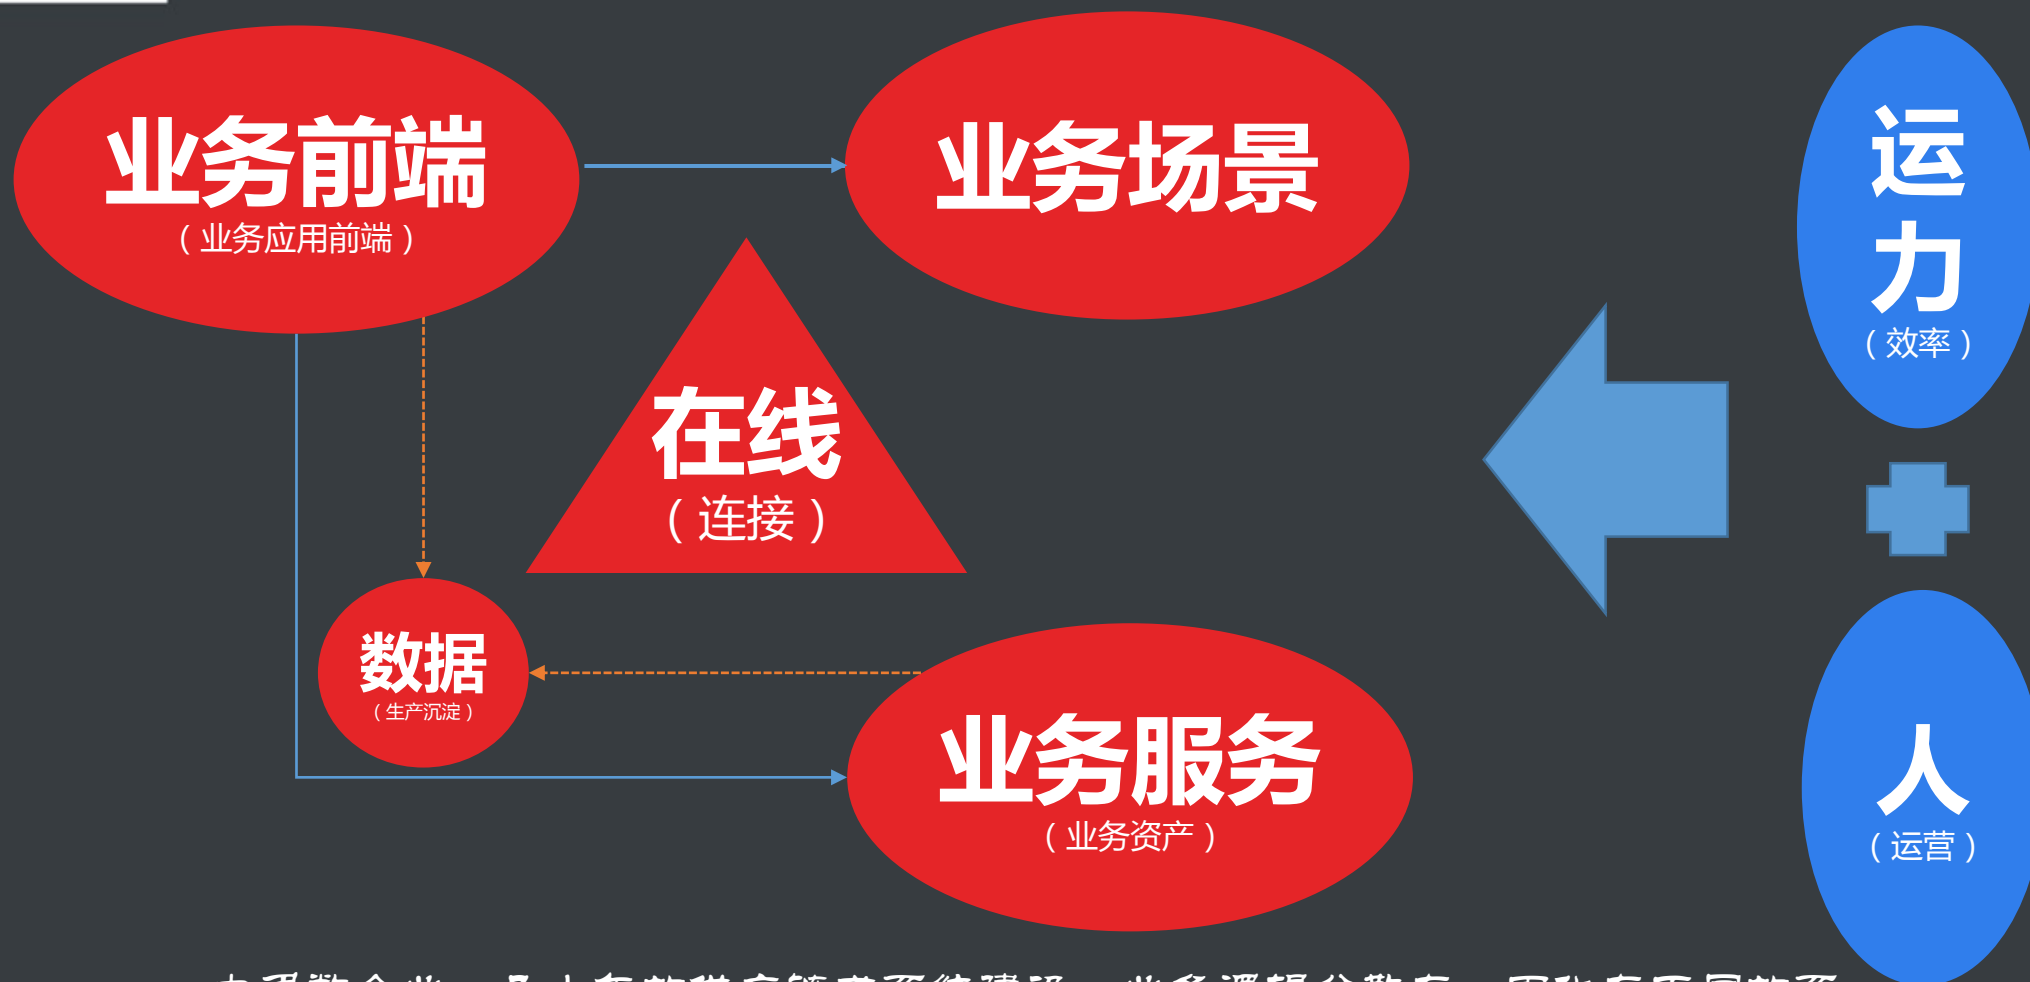 业务前端
（业务应用前端）
业务场景
运
力
（效率）
在线
（连接）
数据
（生产沉淀）
业务服务
（业务资产）
人
（运营）